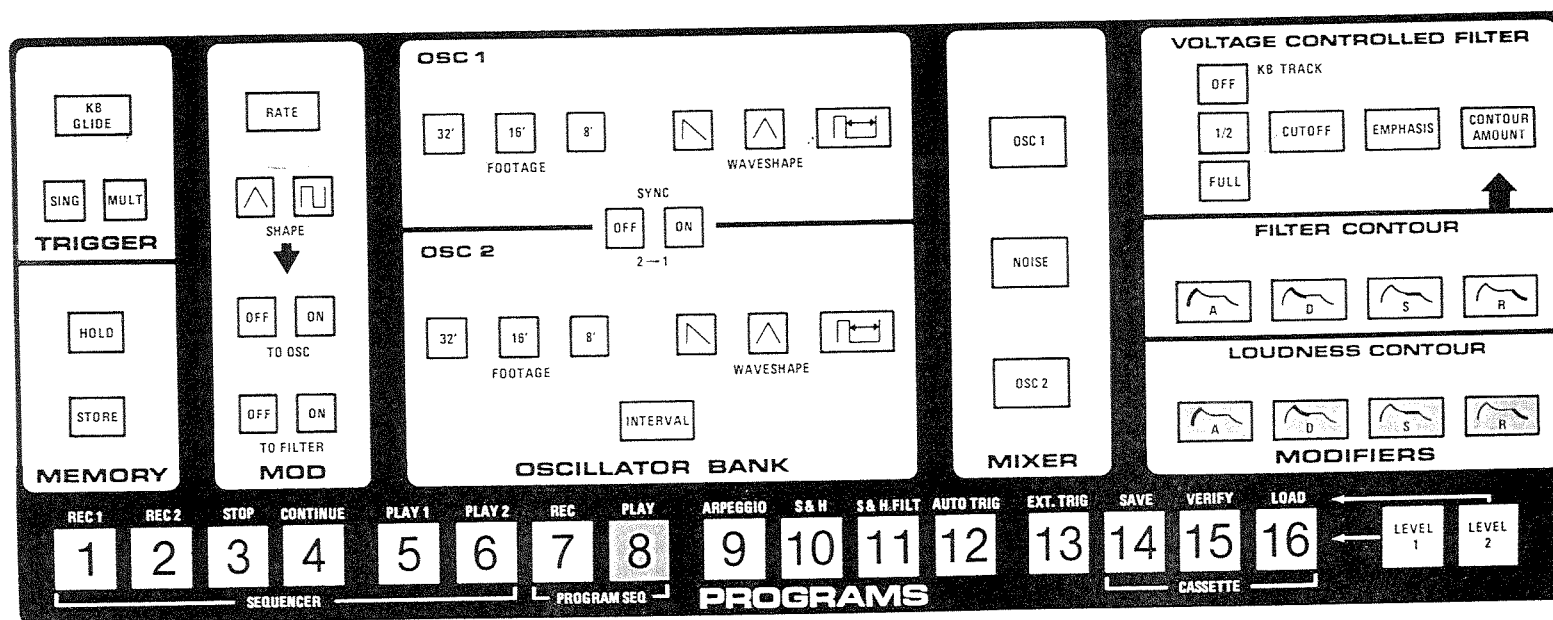 KB
GLIDE
SING MULT
TRIGGER
HOLD
STORE
MEMORY
RATE
SHAPE
OFF ON
TO OSC
OFF ON
TO FILTER
MOD
OSC 1
32' 16' 8'
FOOTAGE
WAVESHAPE
SYNC
OFF ON
2→1
OSC 2
32' 16' 8'
FOOTAGE
WAVESHAPE
INTERVAL
OSCILLATOR BANK
OSC 1
NOISE
OSC 2
MIXER
VOLTAGE CONTROLLED FILTER
KB TRACK
OFF
1/2
FULL
CUTOFF
EMPHASIS
CONTOUR
AMOUNT
FILTER CONTOUR
A D S R
LOUDNESS CONTOUR
A D S R
MODIFIERS
REC 1 REC 2 STOP CONTINUE PLAY 1 PLAY 2 REC PLAY ARPEGGIO S & H S & H.FILT AUTO TRIG EXT. TRIG SAVE VERIFY LOAD
1 2 3 4 5 6 7 8 9 10 11 12 13 14 15 16
LEVEL
1
LEVEL
2
SEQUENCER
PROGRAM SEQ
PROGRAMS
CASSETTE